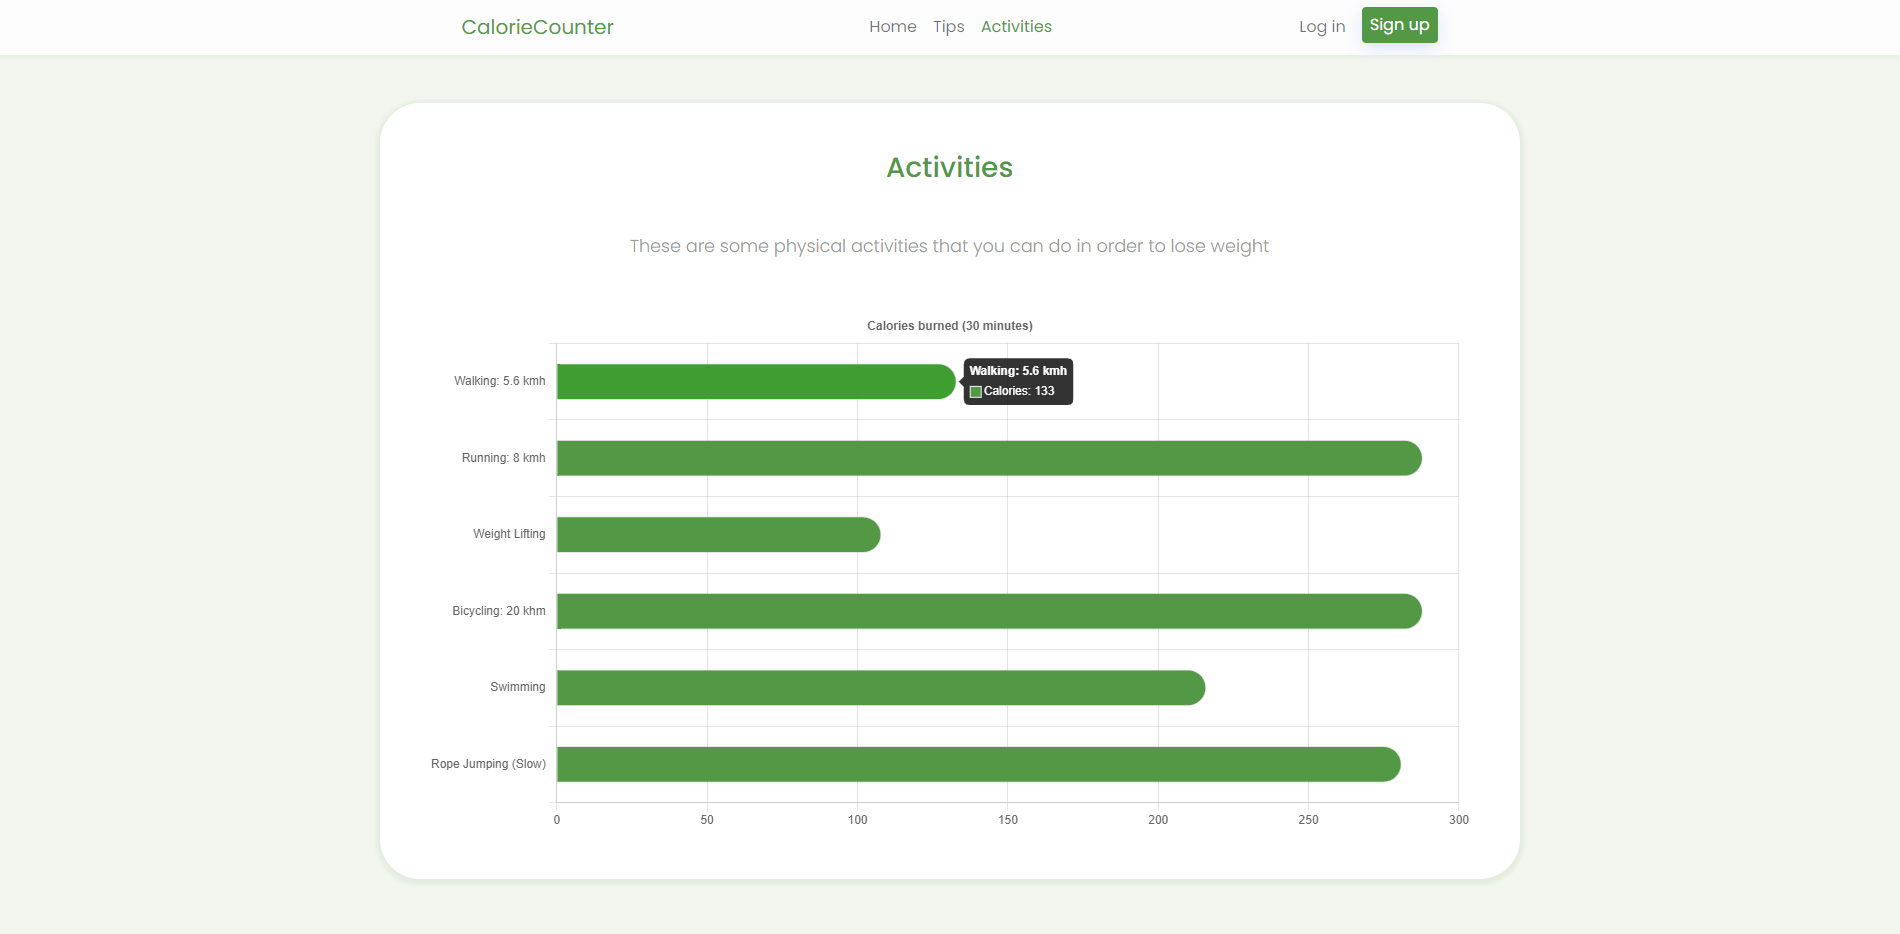 CalorieCounter
Home Tips Activities
Log in Sign up
Activities
These are some physical activities that you can do in order to lose weight
Calories burned (30 minutes)
Walking: 5.6 kmh
Walking: 5.6 kmh
Calories: 133
Running: 8 kmh
Weight Lifting
Bicycling: 20 khm
Swimming
Rope Jumping (Slow)
0 50 100 150 200 250 300